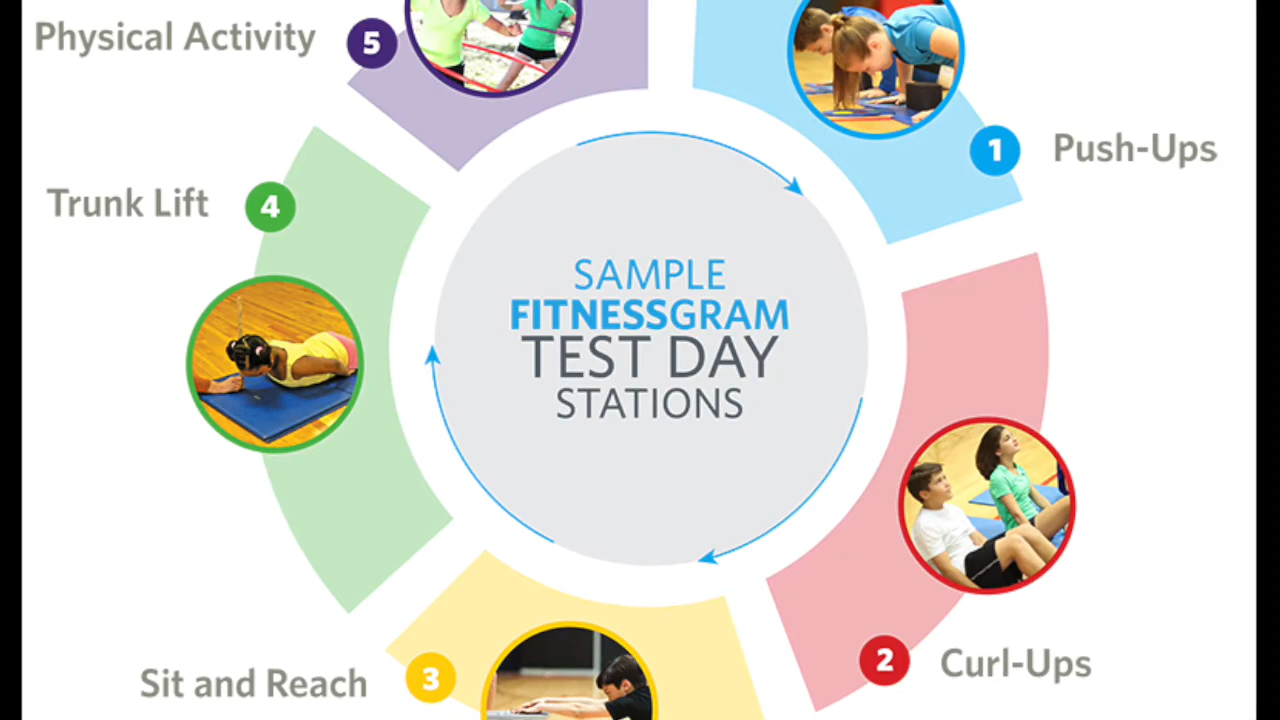 SAMPLE
FITNESSGRAM
TEST DAY
STATIONS
1
Push-Ups
2
Curl-Ups
3
Sit and Reach
4
Trunk Lift
5
Physical Activity